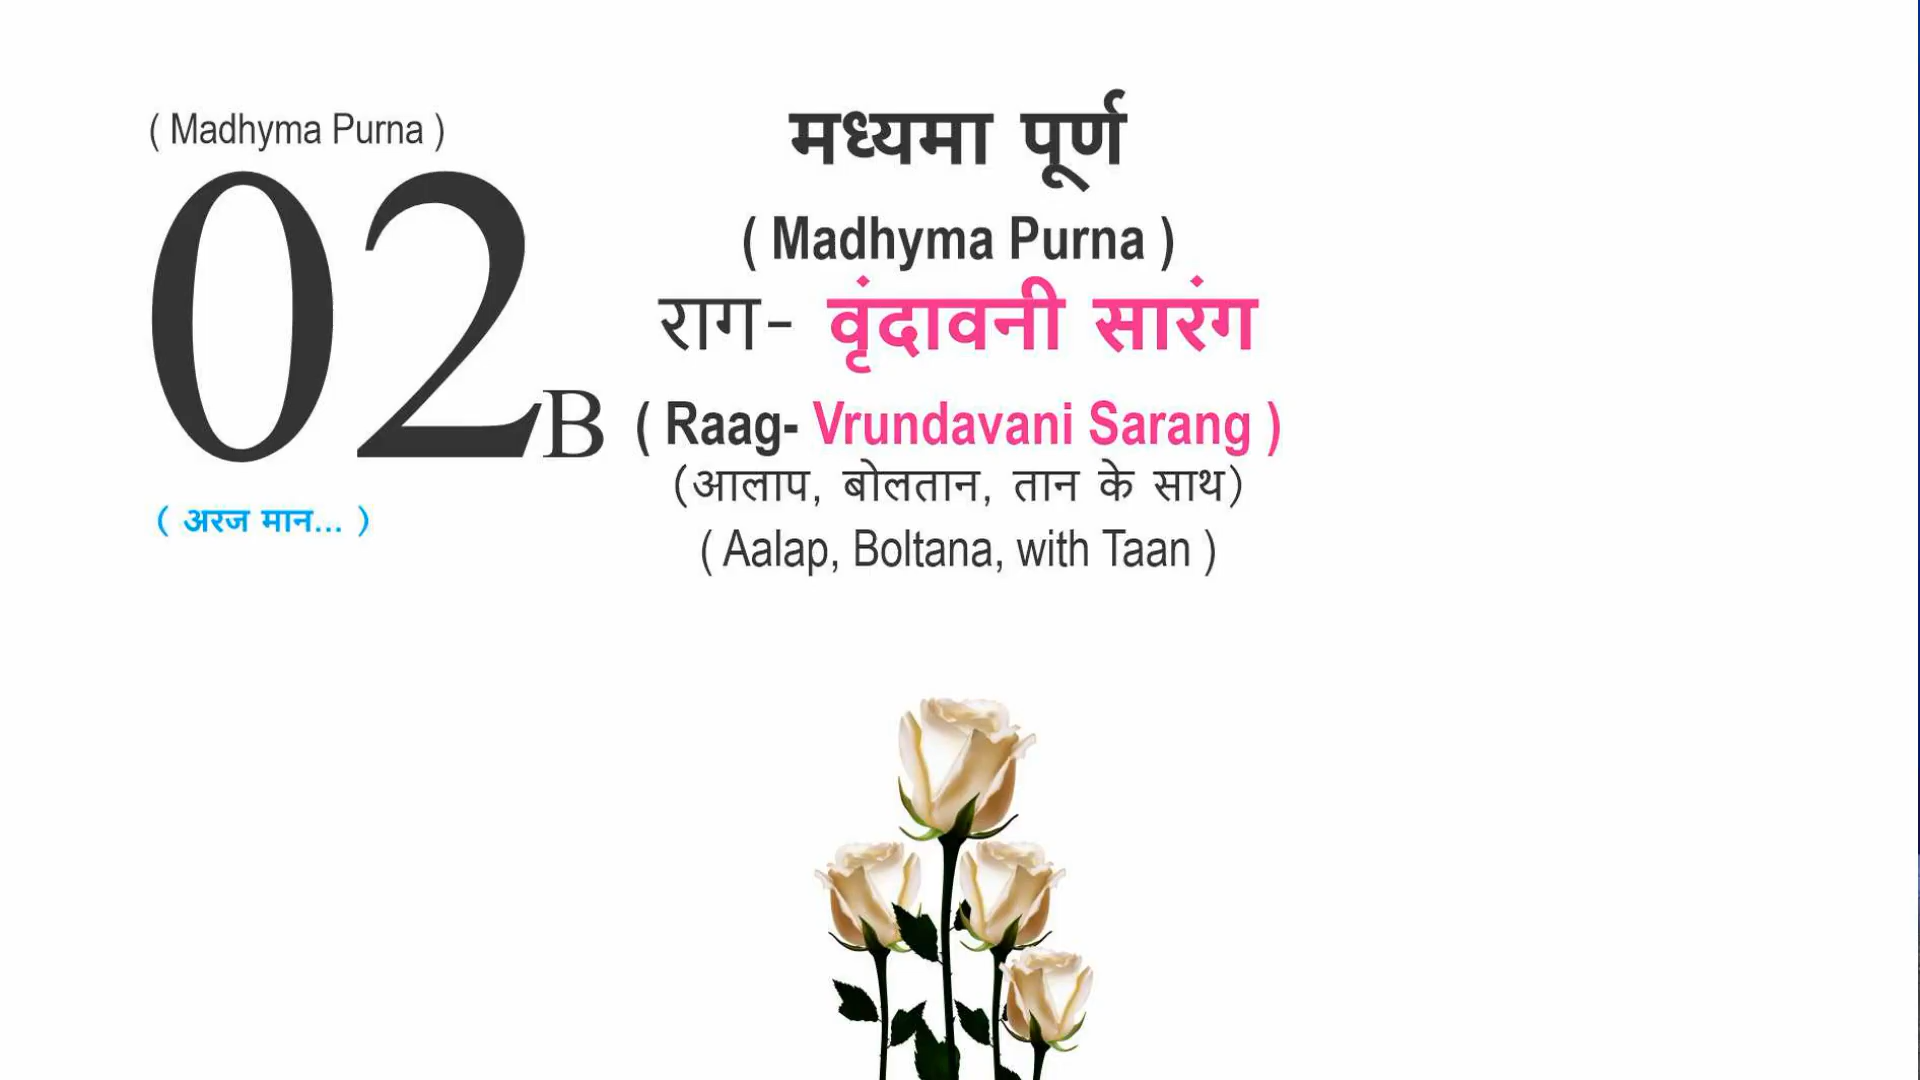 ( Madhyma Purna )
02B
( अरज मान... )
मध्यमा पूर्ण
( Madhyma Purna )
राग- वृंदावनी सारंग
( Raag- Vrundavani Sarang )
(आलाप, बोलतान, तान के साथ)
( Aalap, Boltana, with Taan )